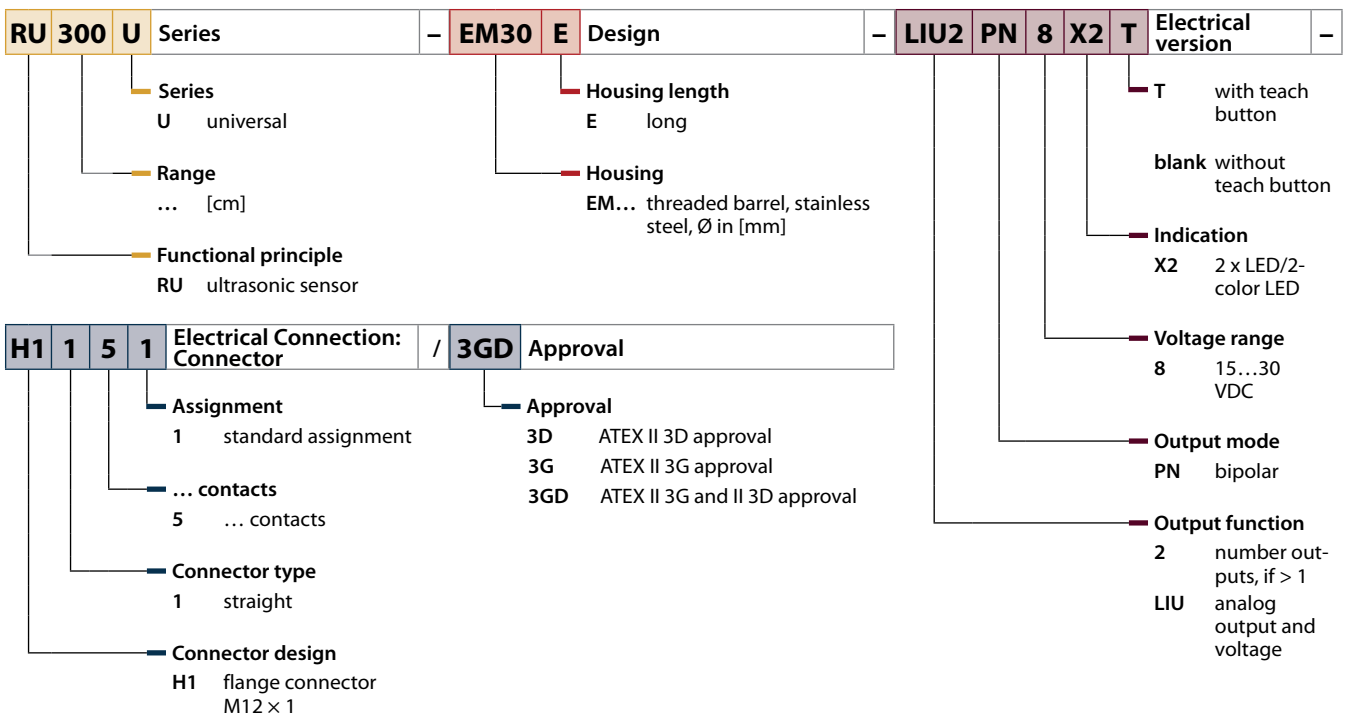 RU 300 U Series – EM30 E Design – LIU2 PN 8 X2 T Electrical version –
Series
U universal
Range
… [cm]
Functional principle
RU ultrasonic sensor
Housing length
E long
Housing
EM… threaded barrel, stainless
steel, Ø in [mm]
T with teach
button
blank without
teach button
Indication
X2 2 x LED/2-
color LED
Voltage range
8 15…30
VDC
Output mode
PN bipolar
Output function
2 number out-
puts, if > 1
LIU analog
output and
voltage
H1 1 5 1 Electrical Connection:
Connector / 3GD Approval
Assignment
1 standard assignment
… contacts
5 … contacts
Connector type
1 straight
Connector design
H1 flange connector
M12 × 1
Approval
3D ATEX II 3D approval
3G ATEX II 3G approval
3GD ATEX II 3G and II 3D approval